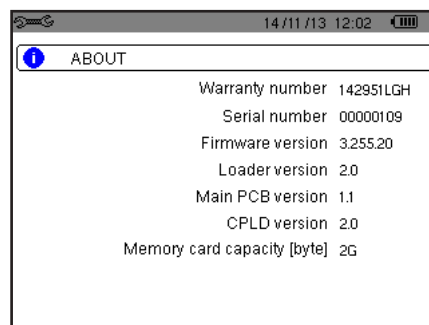 14/11/13 12:02
ABOUT
Warranty number 142951LGH
Serial number 00000109
Firmware version 3.255.20
Loader version 2.0
Main PCB version 1.1
CPLD version 2.0
Memory card capacity [byte] 2G